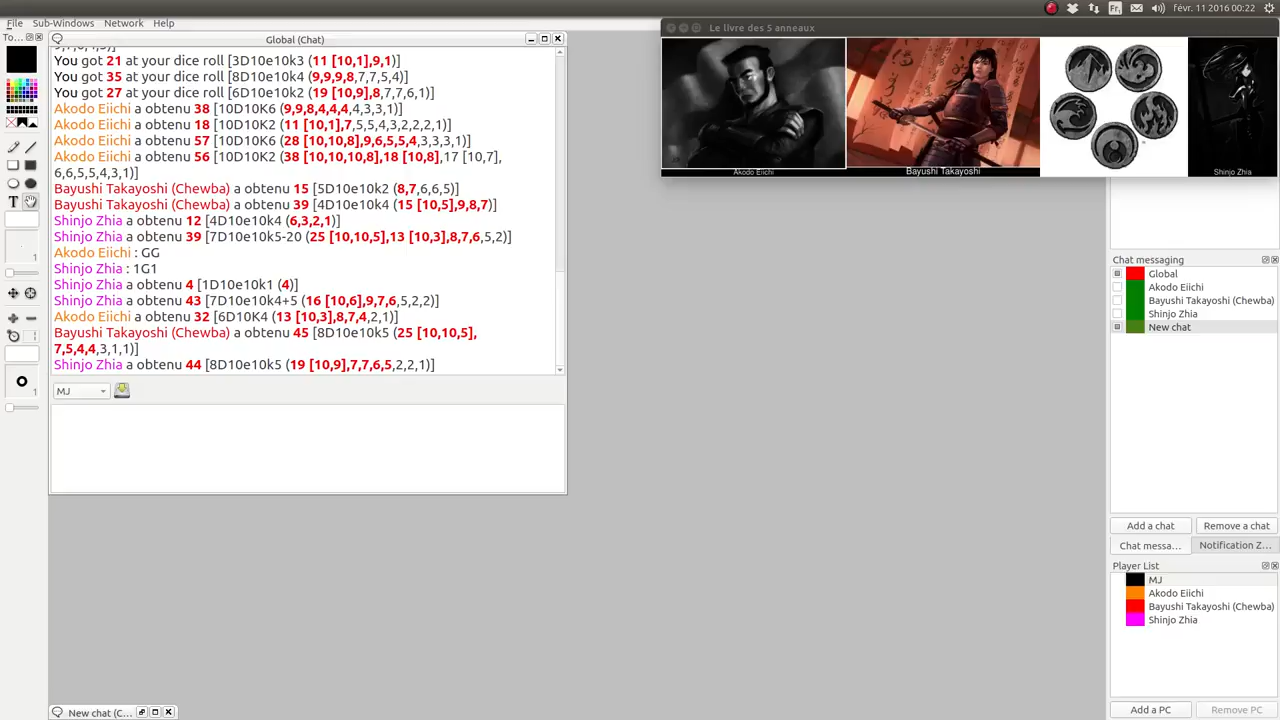 Fr
févr. 11 2016 00:22
File Sub-Windows Network Help
Le livre des 5 anneaux
To...
Global (Chat)
You got 21 at your dice roll [3D10e10k3 (11 [10,1],9,1)]
You got 35 at your dice roll [8D10e10k4 (9,9,9,8,7,7,5,4)]
You got 27 at your dice roll [6D10e10k2 (19 [10,9],8,7,7,6,1)]
Akodo Eiichi a obtenu 38 [10D10K6 (9,9,8,4,4,4,4,3,3,1)]
Akodo Eiichi a obtenu 18 [10D10K2 (11 [10,1],7,5,5,4,3,2,2,2,1)]
Akodo Eiichi a obtenu 57 [10D10K5 (28 [10,10,8],9,6,5,5,4,3,3,3,1)]
Akodo Eiichi a obtenu 56 [10D10K2 (38 [10,10,10,8],18 [10,8],17 [10,7],
6,6,5,5,4,3,1)]
Bayushi Takayoshi (Chewba) a obtenu 15 [5D10e10k2 (8,7,6,6,5)]
Bayushi Takayoshi (Chewba) a obtenu 39 [4D10e10k4 (15 [10,5],9,8,7)]
Shinjo Zhia a obtenu 12 [4D10e10k4 (6,3,2,1)]
Shinjo Zhia a obtenu 39 [7D10e10k5-20 (25 [10,10,5],13 [10,3],8,7,6,5,2)]
Akodo Eiichi : GG
Shinjo Zhia : 1G1
Shinjo Zhia a obtenu 4 [1D10e10k1 (4)]
Shinjo Zhia a obtenu 43 [7D10e10k4+5 (16 [10,6],9,7,6,5,2,2)]
Akodo Eiichi a obtenu 32 [6D10K4 (13 [10,3],8,7,4,2,1)]
Bayushi Takayoshi (Chewba) a obtenu 45 [8D10e10k5 (25 [10,10,5],
7,5,4,4,3,1,1)]
Shinjo Zhia a obtenu 44 [8D10e10k5 (19 [10,9],7,7,6,5,2,2,1)]
MJ
T
1
1
Akodo Eiichi
Bayushi Takayoshi
Shinjo Zhia
Chat messaging
Global
Akodo Eiichi
Bayushi Takayoshi (Chewba)
Shinjo Zhia
New chat
Add a chat Remove a chat
Chat messa... Notification Z...
Player List
MJ
Akodo Eiichi
Bayushi Takayoshi (Chewba)
Shinjo Zhia
Add a PC Remove PC
New chat (C...